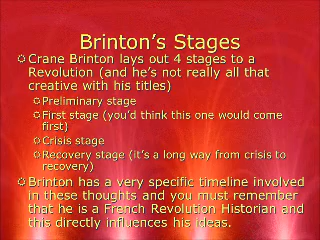 Brinton's Stages
Crane Brinton lays out 4 stages to a
Revolution (and he's not really all that
creative with his titles)
Preliminary stage
First stage (you'd think this one would come
first)
Crisis stage
Recovery stage (it's a long way from crisis to
recovery)
Brinton has a very specific timeline involved
in these thoughts and you must remember
that he is a French Revolution Historian and
this directly influences his ideas.